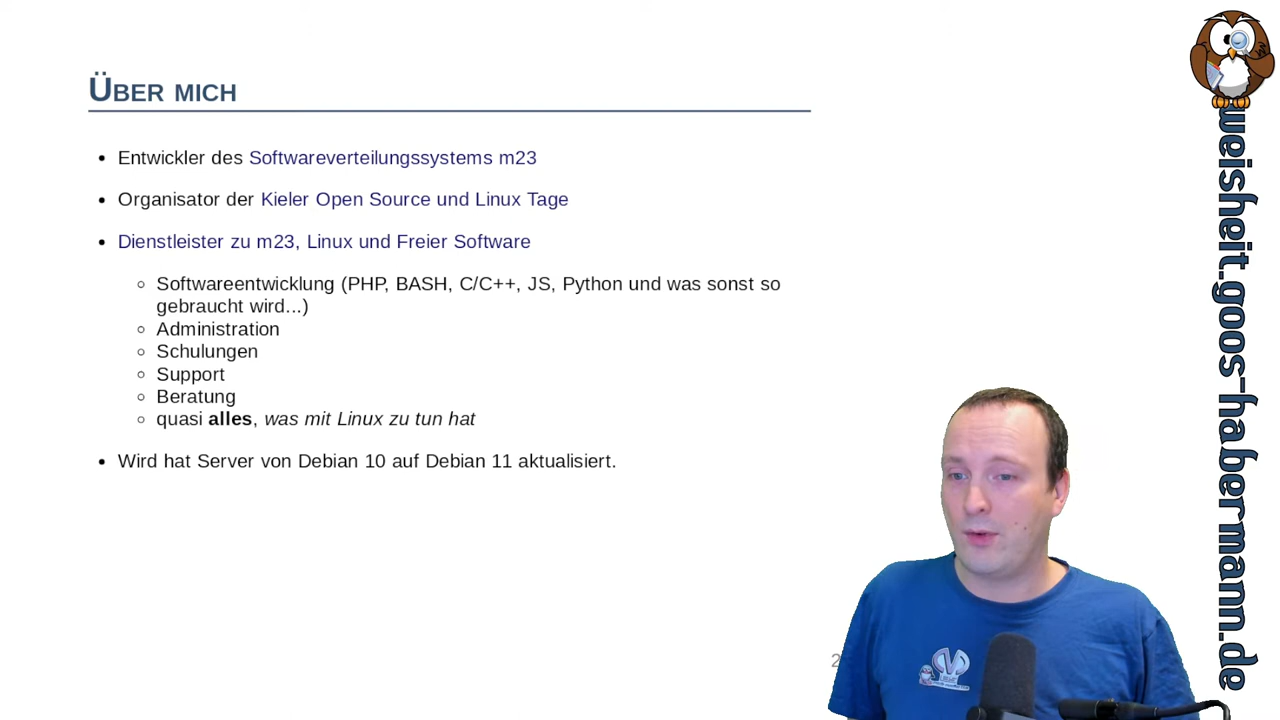 Über mich
Entwickler des Softwareverteilungssystems m23
Organisator der Kieler Open Source und Linux Tage
Dienstleister zu m23, Linux und Freier Software
Softwareentwicklung (PHP, BASH, C/C++, JS, Python und was sonst so
gebraucht wird...)
Administration
Schulungen
Support
Beratung
quasi alles, was mit Linux zu tun hat
Wird hat Server von Debian 10 auf Debian 11 aktualisiert.
2
weisheit.goos-habermann.de